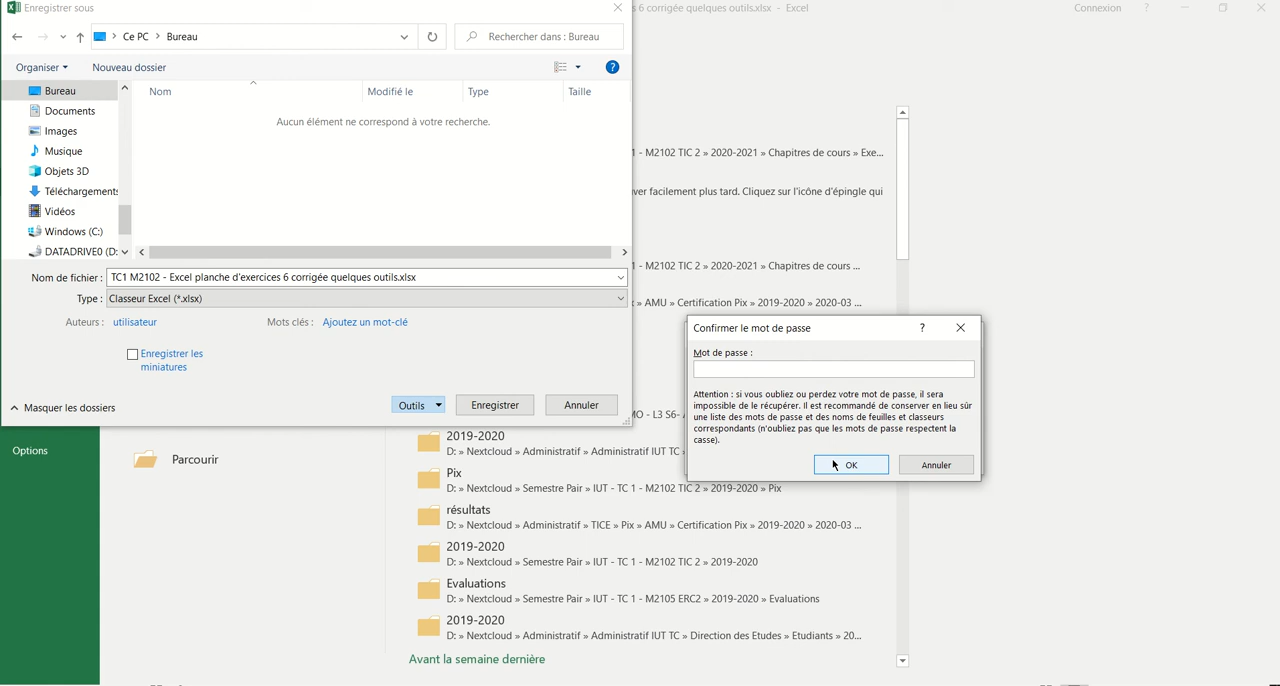 Enregistrer sous
s 6 corrigée quelques outils.xlsx - Excel
Connexion ?
Ce PC > Bureau
Rechercher dans : Bureau
Organiser
Nouveau dossier
?
Bureau
Documents
Images
Musique
Objets 3D
Téléchargements
Vidéos
Windows (C:)
DATADRIVE0 (D:
Nom
Modifié le
Type
Taille
Aucun élément ne correspond à votre recherche.
Nom de fichier : TC1 M2102 - Excel planche d'exercices 6 corrigée quelques outils.xlsx
Type : Classeur Excel (*.xlsx)
Auteurs : utilisateur
Mots clés : Ajoutez un mot-clé
Enregistrer les
miniatures
Masquer les dossiers
Outils
Enregistrer
Annuler
1 - M2102 TIC 2 » 2020-2021 » Chapitres de cours » Exe...
ver facilement plus tard. Cliquez sur l'icône d'épingle qui
1 - M2102 TIC 2 » 2020-2021 » Chapitres de cours ...
» AMU » Certification Pix » 2019-2020 » 2020-03 ...
Confirmer le mot de passe
?
Mot de passe :
Attention : si vous oubliez ou perdez votre mot de passe, il sera
impossible de le récupérer. Il est recommandé de conserver en lieu sûr
une liste des mots de passe et des noms de feuilles et classeurs
correspondants (n'oubliez pas que les mots de passe respectent la
casse).
OK
Annuler
Options
Parcourir
MO - L3 S6-
2019-2020
D: » Nextcloud » Administratif » Administratif IUT TC
Pix
D: » Nextcloud » Semestre Pair » IUT - TC 1 - M2102 TIC 2 » 2019-2020 » Pix
résultats
D: » Nextcloud » Administratif » TICE » Pix » AMU » Certification Pix » 2019-2020 » 2020-03 ...
2019-2020
D: » Nextcloud » Semestre Pair » IUT - TC 1 - M2102 TIC 2 » 2019-2020
Evaluations
D: » Nextcloud » Semestre Pair » IUT - TC 1 - M2105 ERC2 » 2019-2020 » Evaluations
2019-2020
D: » Nextcloud » Administratif » Administratif IUT TC » Direction des Etudes » Etudiants » 20...
Avant la semaine dernière